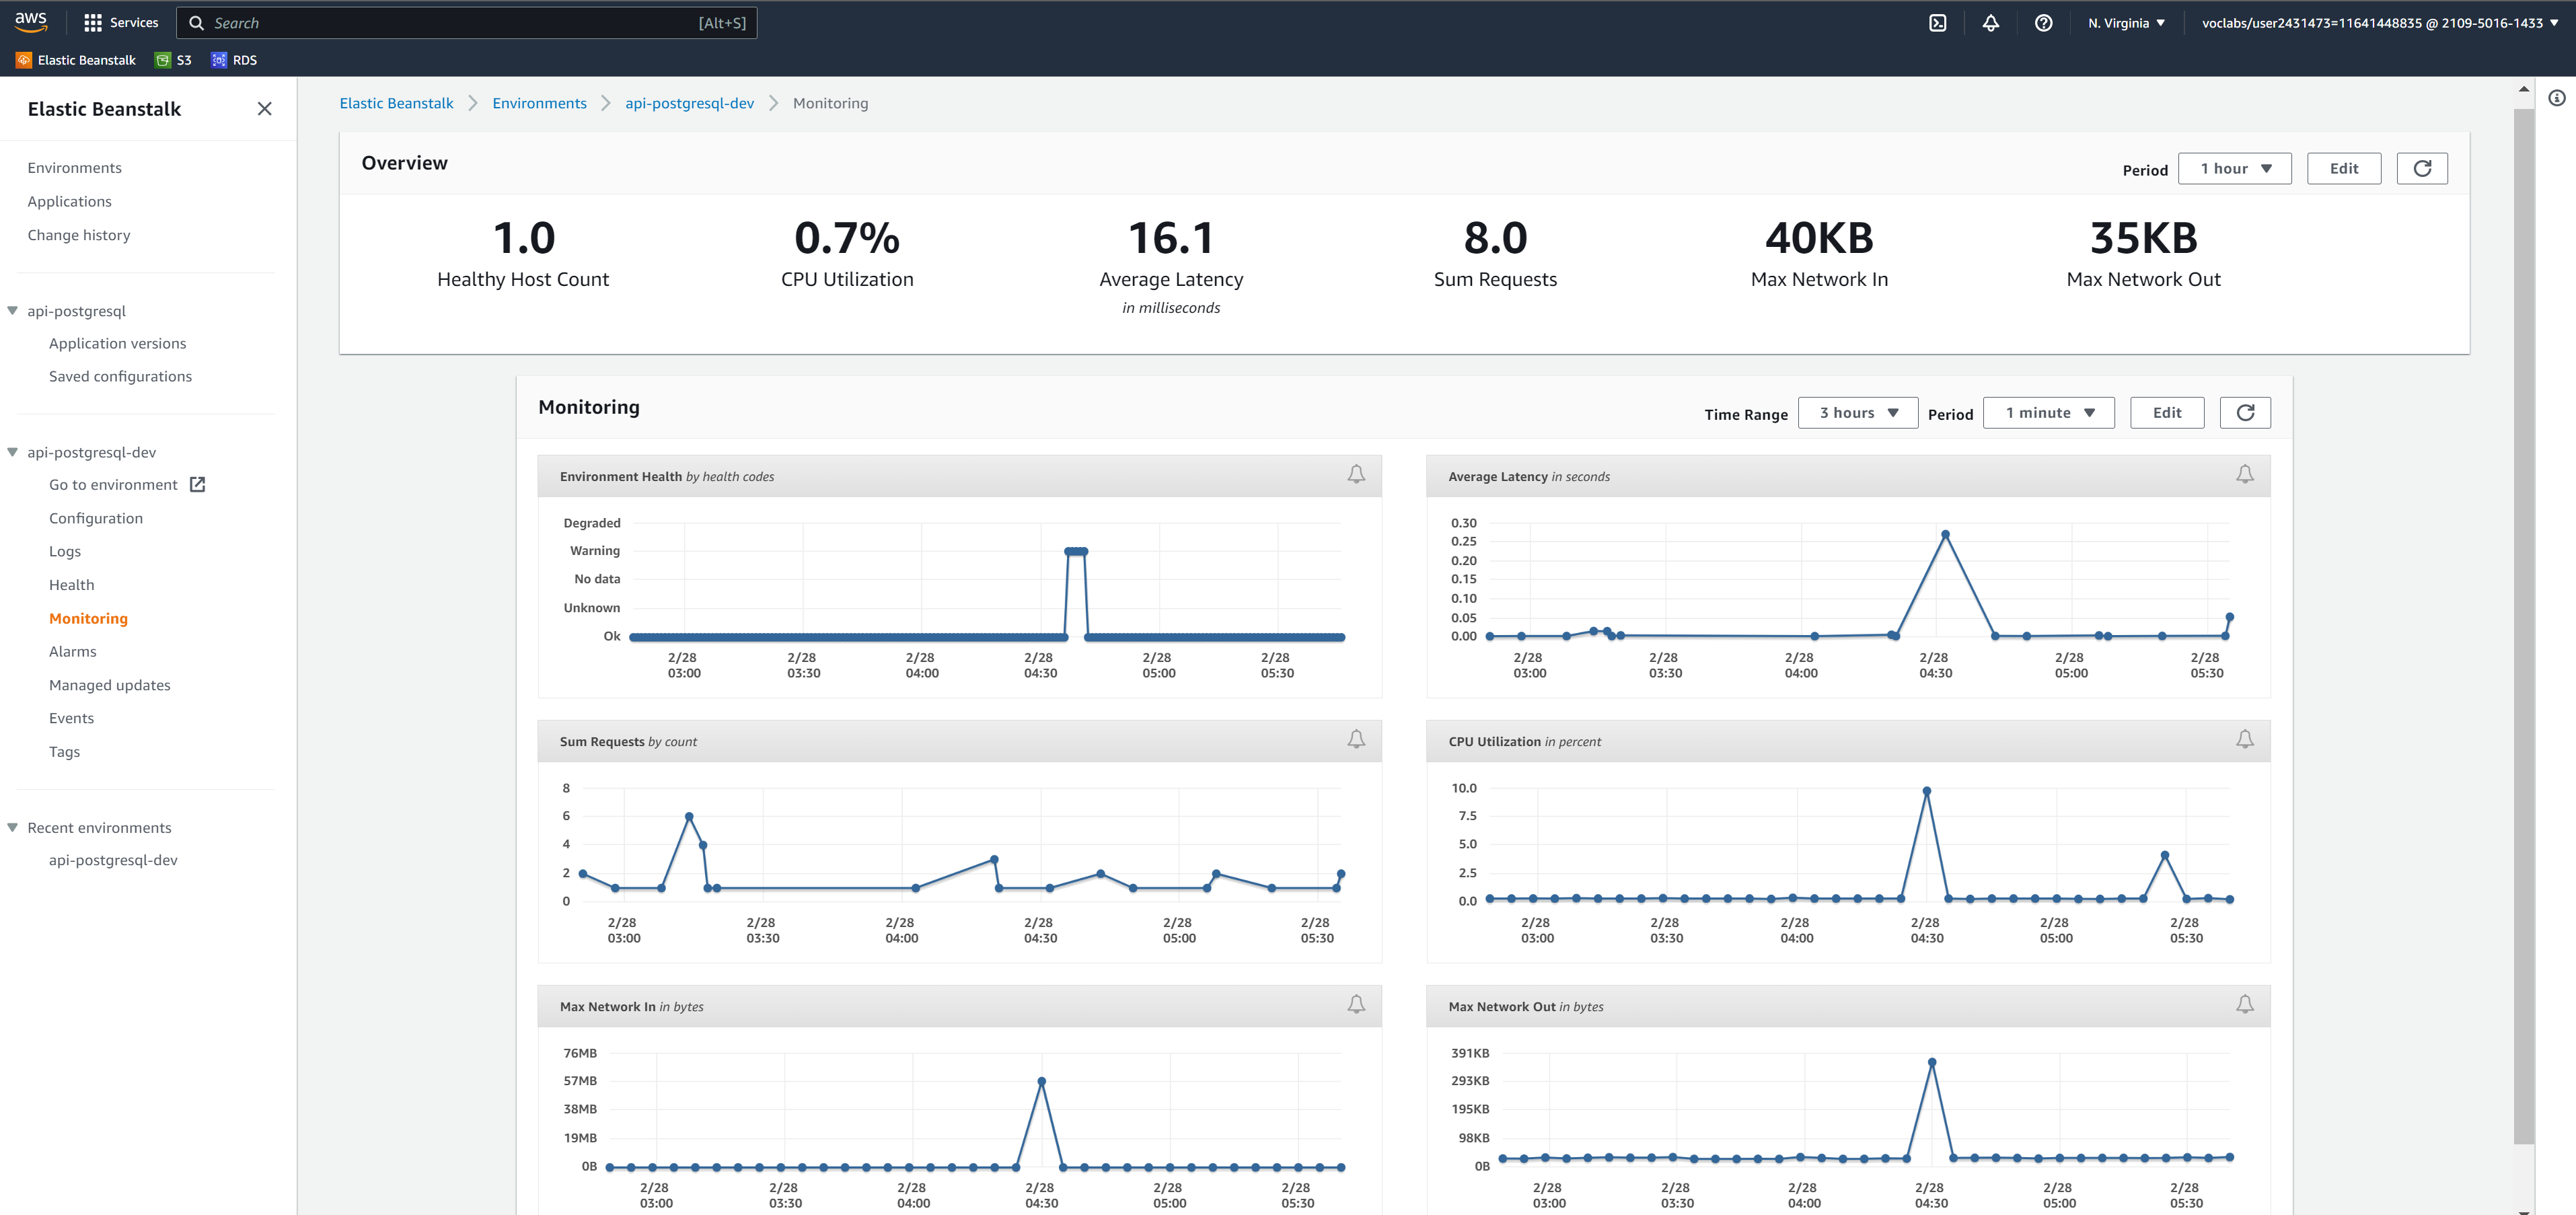 aws
Services
Search
[Alt+S]
N. Virginia
voclabs/user2431473=11641448835 @ 2109-5016-1433
Elastic Beanstalk
S3
RDS
Elastic Beanstalk
Environments
Applications
Change history
api-postgresql
Application versions
Saved configurations
api-postgresql-dev
Go to environment
Configuration
Logs
Health
Monitoring
Alarms
Managed updates
Events
Tags
Recent environments
api-postgresql-dev
Elastic Beanstalk
Environments
api-postgresql-dev
Monitoring
Overview
Period
1 hour
Edit
1.0
Healthy Host Count
0.7%
CPU Utilization
16.1
Average Latency
in milliseconds
8.0
Sum Requests
40KB
Max Network In
35KB
Max Network Out
Monitoring
Time Range
3 hours
Period
1 minute
Edit
Environment Health by health codes
Degraded
Warning
No data
Unknown
Ok
2/28
03:00
2/28
03:30
2/28
04:00
2/28
04:30
2/28
05:00
2/28
05:30
Average Latency in seconds
0.30
0.25
0.20
0.15
0.10
0.05
0.00
2/28
03:00
2/28
03:30
2/28
04:00
2/28
04:30
2/28
05:00
2/28
05:30
Sum Requests by count
8
6
4
2
0
2/28
03:00
2/28
03:30
2/28
04:00
2/28
04:30
2/28
05:00
2/28
05:30
CPU Utilization in percent
10.0
7.5
5.0
2.5
0.0
2/28
03:00
2/28
03:30
2/28
04:00
2/28
04:30
2/28
05:00
2/28
05:30
Max Network In in bytes
76MB
57MB
38MB
19MB
0B
2/28
03:00
2/28
03:30
2/28
04:00
2/28
04:30
2/28
05:00
2/28
05:30
Max Network Out in bytes
391KB
293KB
195KB
98KB
0B
2/28
03:00
2/28
03:30
2/28
04:00
2/28
04:30
2/28
05:00
2/28
05:30